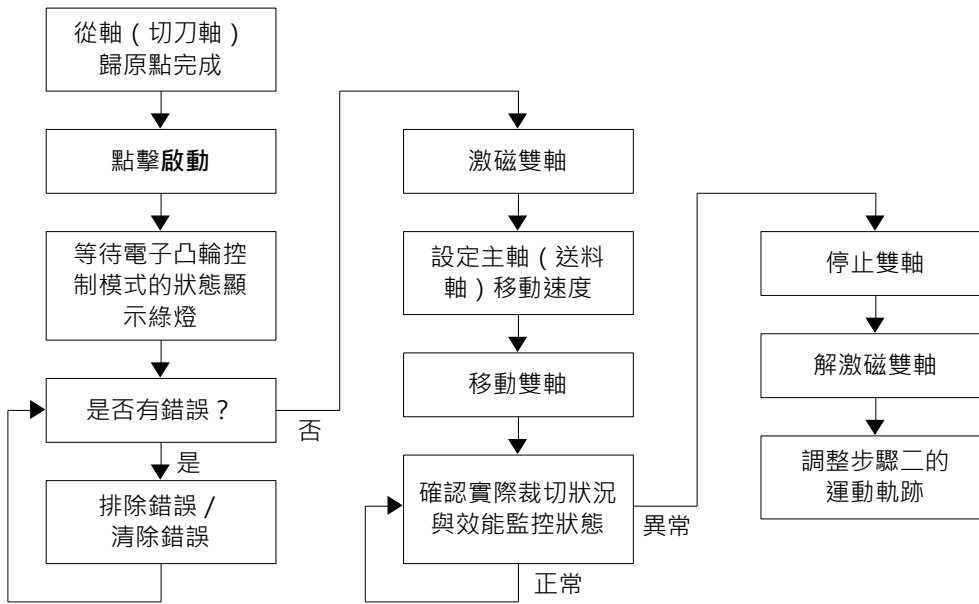 從軸（切刀軸）
歸原點完成
點擊啟動
等待電子凸輪控
制模式的狀態顯
示綠燈
是否有錯誤？
否
是
排除錯誤 /
清除錯誤
激磁雙軸
設定主軸（送料
軸）移動速度
移動雙軸
確認實際裁切狀況
與效能監控狀態
異常
正常
停止雙軸
解激磁雙軸
調整步驟二的
運動軌跡